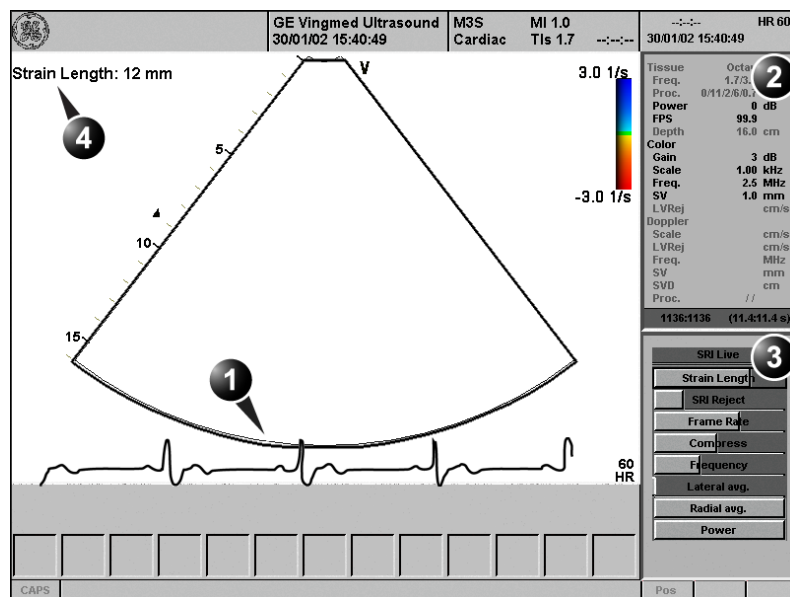 GE Vingmed Ultrasound
30/01/02 15:40:49
M3S MI 1.0
Cardiac TIs 1.7 --:--:--
--:--:-- HR 60
30/01/02 15:40:49
Strain Length: 12 mm
4
V
3.0 1/s
-3.0 1/s
5
10
15
1
60
HR
2
Tissue
Freq.
Proc.
Power 0 dB
FPS 99.9
Depth 16.0 cm
Color
Gain 3 dB
Scale 1.00 kHz
Freq. 2.5 MHz
SV 1.0 mm
LVRej cm/s
Doppler
Scale cm/s
LVRej cm/s
Freq. MHz
SV mm
SVD cm
Proc. / /
1136:1136 (11.4:11.4 s)
SRI Live
3
Strain Length
SRI Reject
Frame Rate
Compress
Frequency
Lateral avg.
Radial avg.
Power
CAPS
Pos